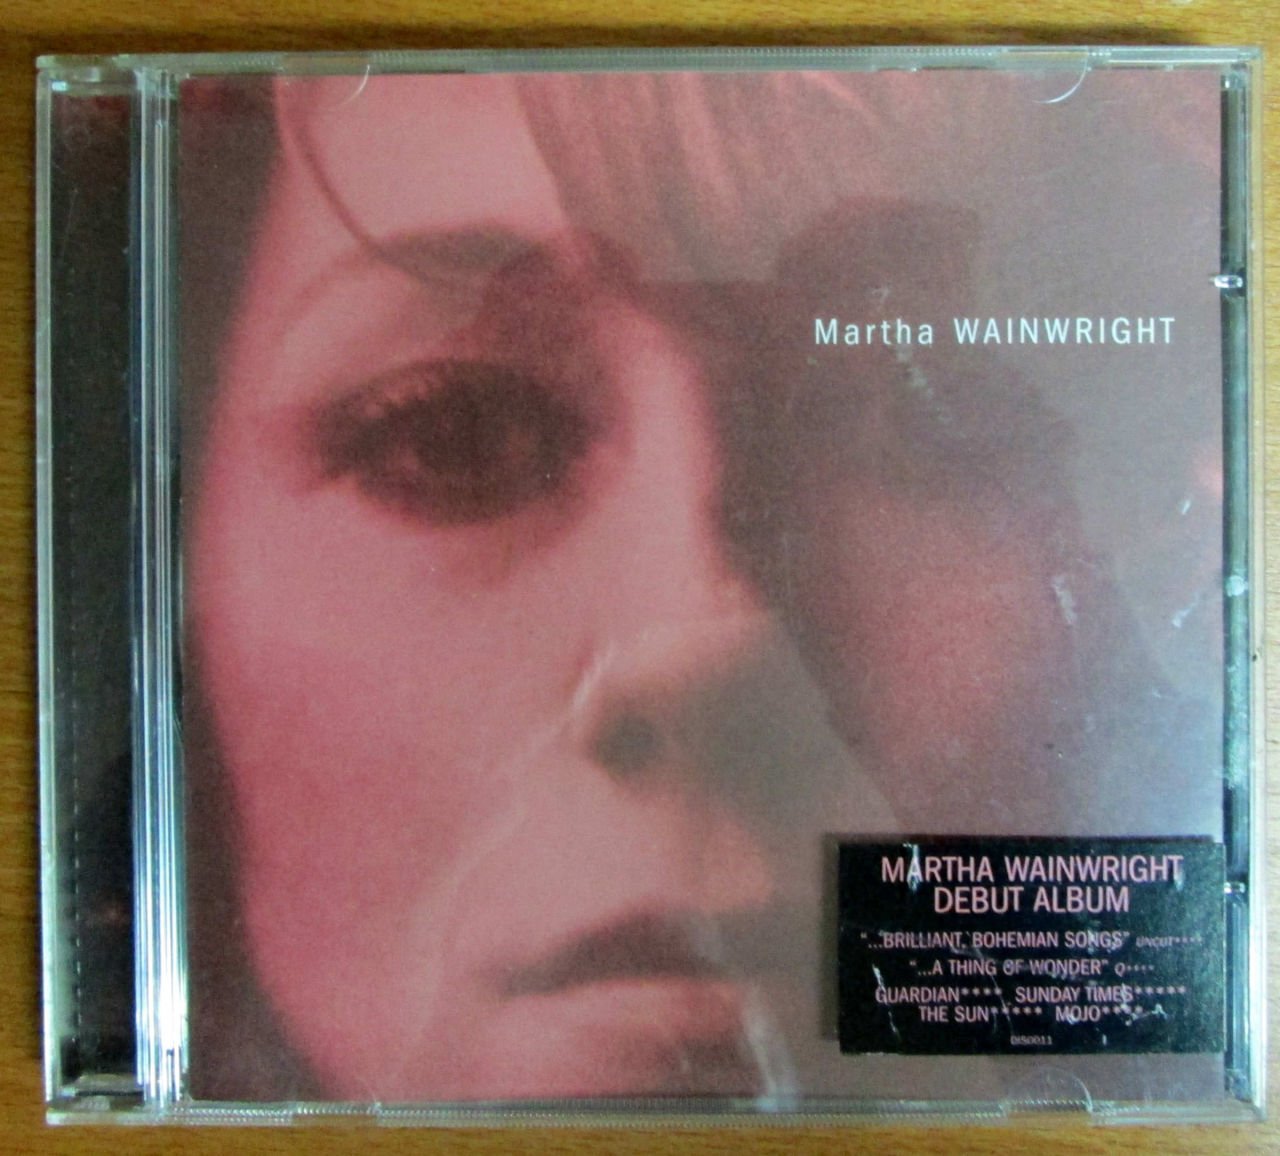 Martha WAINWRIGHT
MARTHA WAINWRIGHT
DEBUT ALBUM
"...BRILLIANT, BOHEMIAN SONGS" UNCUT****
"...A THING OF WONDER" Q****
GUARDIAN**** SUNDAY TIMES*****
THE SUN***** MOJO****
DIS0011